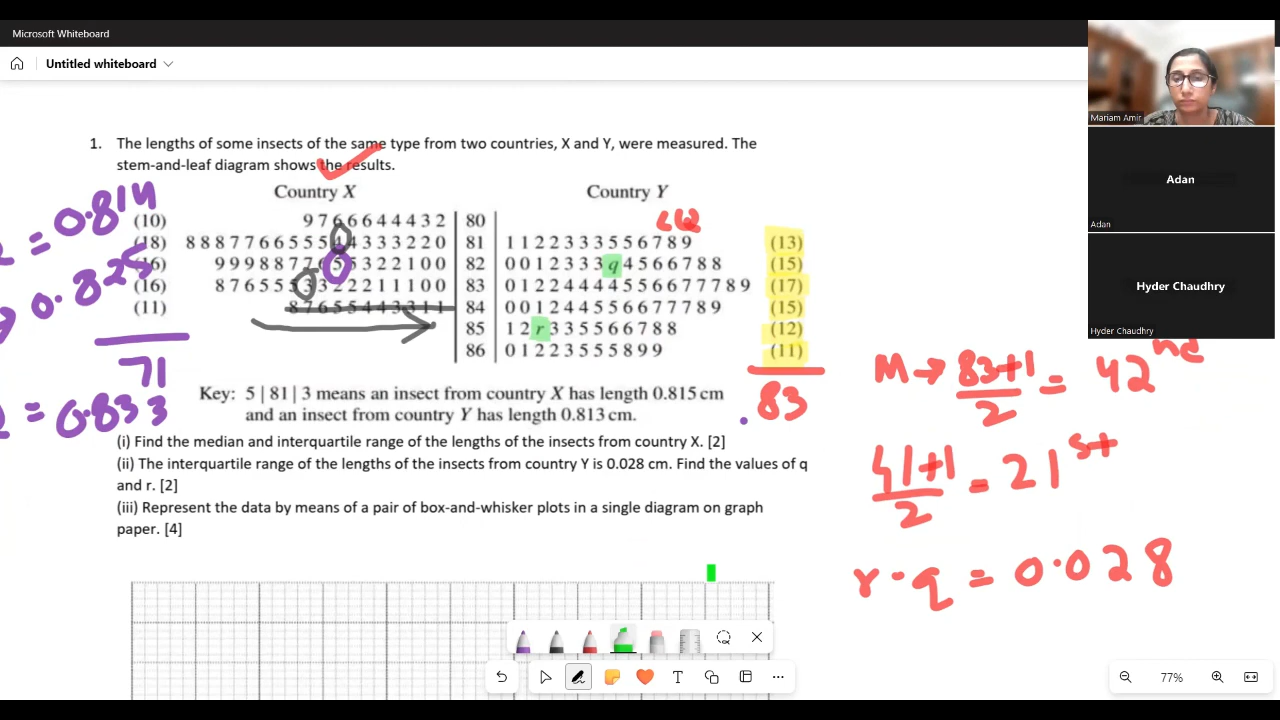 Microsoft Whiteboard
Untitled whiteboard
1. The lengths of some insects of the same type from two countries, X and Y, were measured. The
stem-and-leaf diagram shows the results.
Country X Country Y
(10) 9 7 6 6 6 4 4 4 3 2 80
(18) 8 8 8 7 7 6 6 5 5 5 4 4 3 3 3 2 2 0 81 1 1 2 2 3 3 3 5 5 6 7 8 9 (13)
(16) 9 9 9 8 8 7 7 6 5 5 3 2 2 1 0 0 82 0 0 1 2 3 3 3 q 4 5 6 6 7 8 8 (15)
(16) 8 7 6 5 5 5 3 3 2 2 2 1 1 1 0 0 83 0 1 2 2 4 4 4 4 5 5 6 6 7 7 7 8 9 (17)
(11) 8 7 6 5 5 4 4 3 3 1 1 84 0 0 1 2 4 4 5 5 6 6 7 7 7 8 9 (15)
85 1 2 r 3 3 5 5 6 6 7 8 8 (12)
86 0 1 2 2 3 5 5 5 8 9 9 (11)
Key: 5 | 81 | 3 means an insect from country X has length 0.815 cm
and an insect from country Y has length 0.813 cm.
(i) Find the median and interquartile range of the lengths of the insects from country X. [2]
(ii) The interquartile range of the lengths of the insects from country Y is 0.028 cm. Find the values of q
and r. [2]
(iii) Represent the data by means of a pair of box-and-whisker plots in a single diagram on graph
paper. [4]
= 0.814
0.825
71
= 0.833
83
M → 83+1 = 42nd
2
41+1 = 21st
2
r - q = 0.028
Mariam Amir
Adan
Adan
Hyder Chaudhry
Hyder Chaudhry
77%